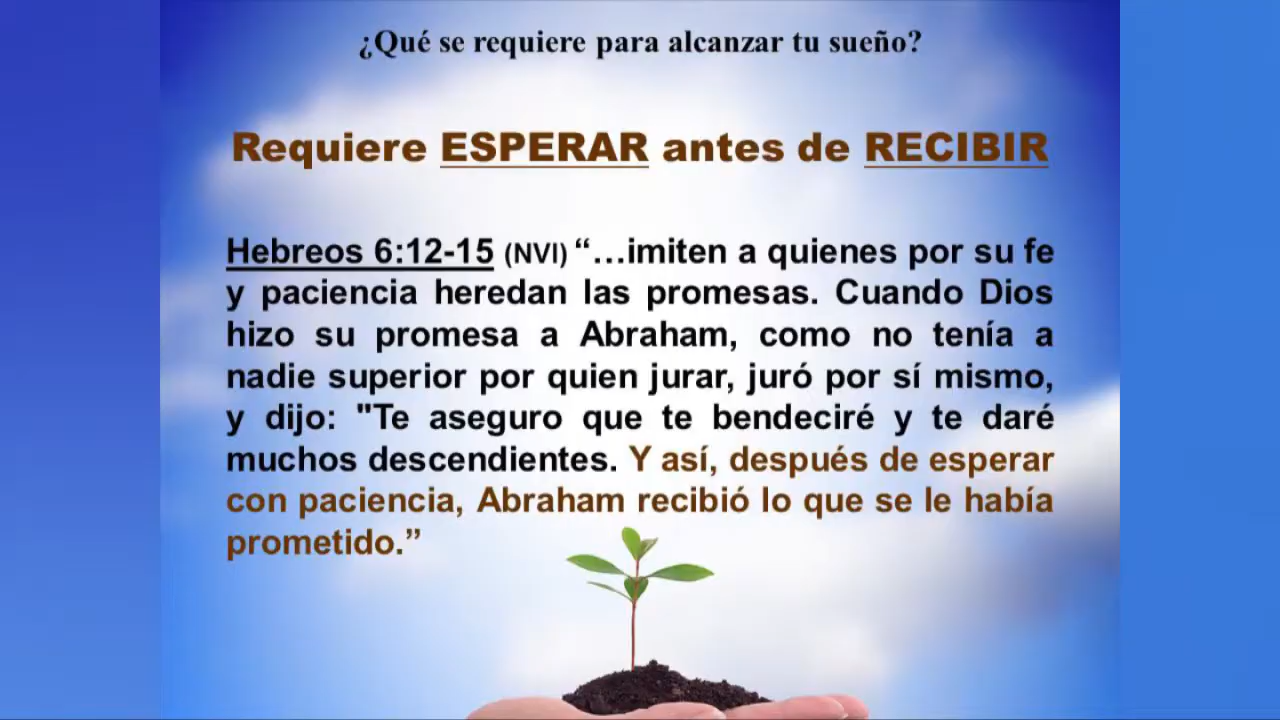 ¿Qué se requiere para alcanzar tu sueño?
Requiere ESPERAR antes de RECIBIR
Hebreos 6:12-15 (NVI) “…imiten a quienes por su fe
y paciencia heredan las promesas. Cuando Dios
hizo su promesa a Abraham, como no tenía a
nadie superior por quien jurar, juró por sí mismo,
y dijo: "Te aseguro que te bendeciré y te daré
muchos descendientes. Y así, después de esperar
con paciencia, Abraham recibió lo que se le había
prometido.”